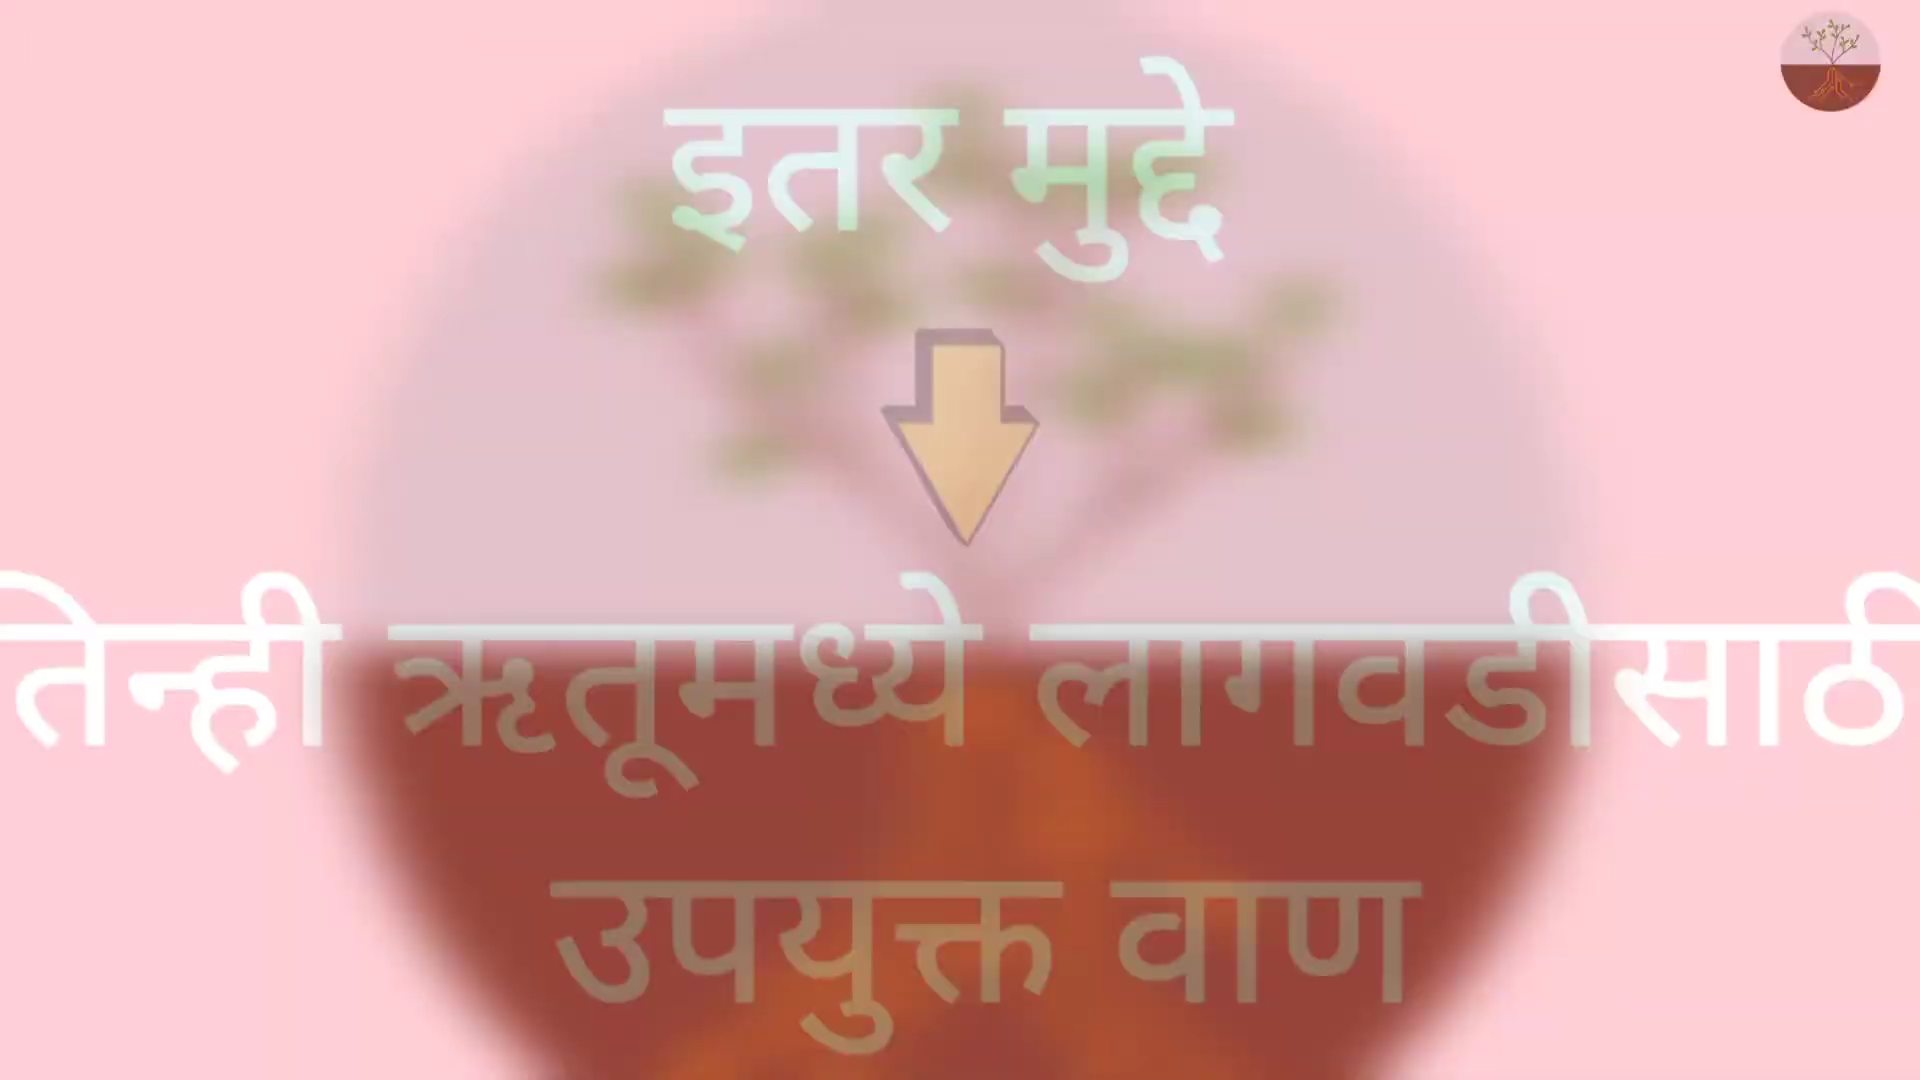 इतर मुद्दे
तिन्ही ऋतूमध्ये लागवडीसाठी
उपयुक्त वाण